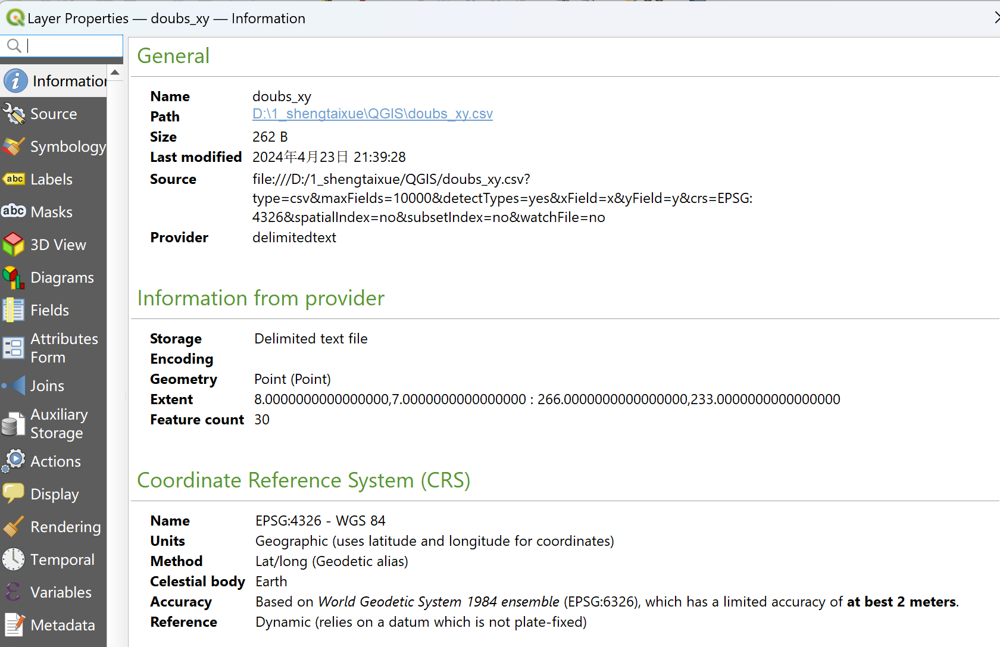 Layer Properties — doubs_xy — Information
Information
Source
Symbology
Labels
Masks
3D View
Diagrams
Fields
Attributes
Form
Joins
Auxiliary
Storage
Actions
Display
Rendering
Temporal
Variables
Metadata
General
Name doubs_xy
Path D:\1_shengtaixue\QGIS\doubs_xy.csv
Size 262 B
Last modified 2024年4月23日 21:39:28
Source file:///D:/1_shengtaixue/QGIS/doubs_xy.csv?
type=csv&maxFields=10000&detectTypes=yes&xField=x&yField=y&crs=EPSG:
4326&spatialIndex=no&subsetIndex=no&watchFile=no
Provider delimitedtext
Information from provider
Storage Delimited text file
Encoding
Geometry Point (Point)
Extent 8.0000000000000000,7.0000000000000000 : 266.0000000000000000,233.0000000000000000
Feature count 30
Coordinate Reference System (CRS)
Name EPSG:4326 - WGS 84
Units Geographic (uses latitude and longitude for coordinates)
Method Lat/long (Geodetic alias)
Celestial body Earth
Accuracy Based on World Geodetic System 1984 ensemble (EPSG:6326), which has a limited accuracy of at best 2 meters.
Reference Dynamic (relies on a datum which is not plate-fixed)